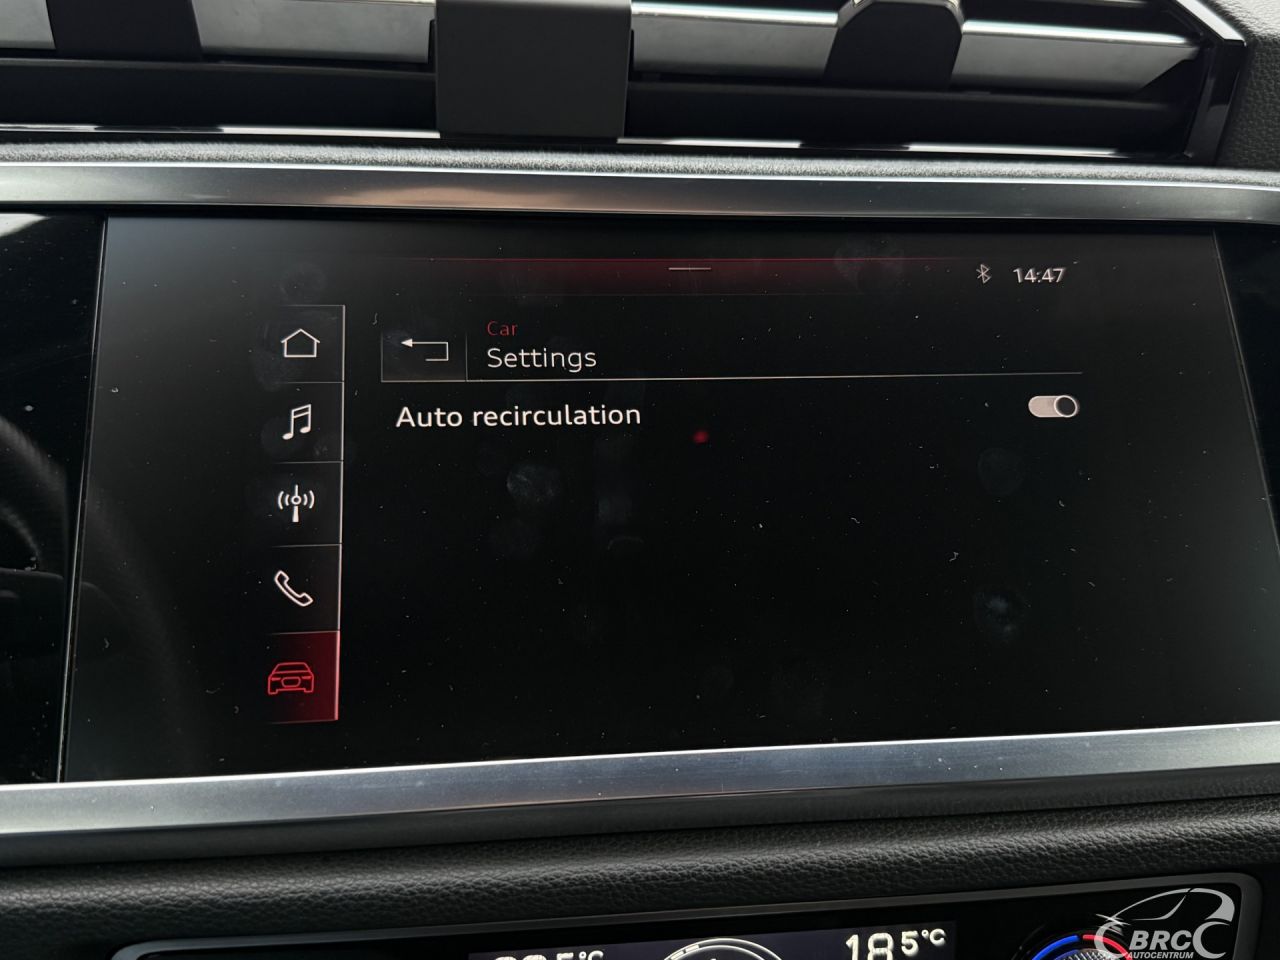 14:47
Car
Settings
Auto recirculation
18.5°C
BRC
AUTOCENTRUM